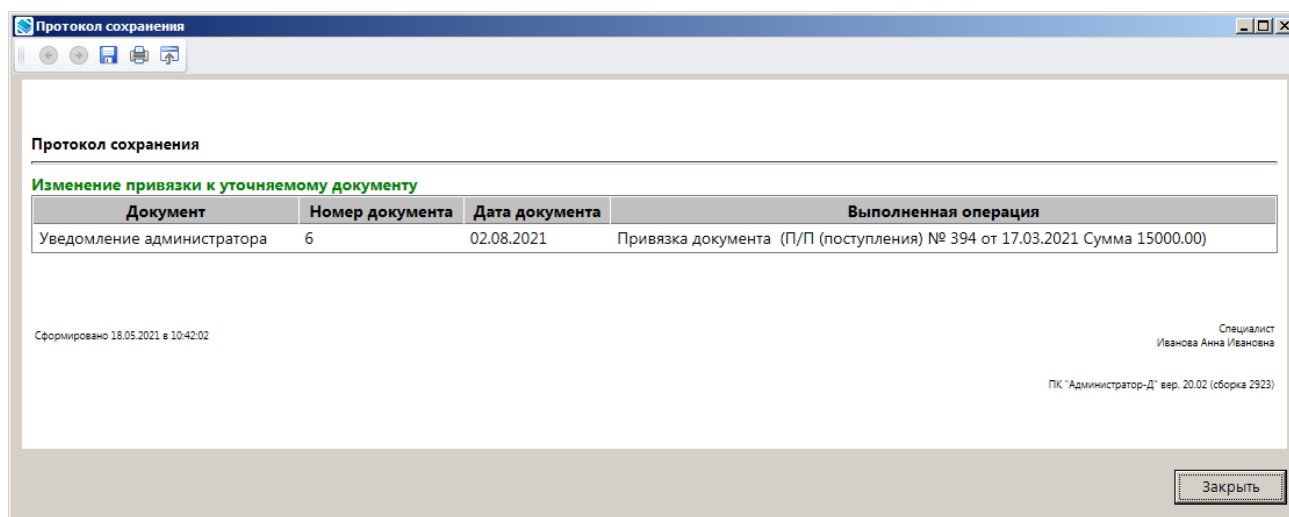 Протокол сохранения
Протокол сохранения
Изменение привязки к уточняемому документу
Документ Номер документа Дата документа Выполненная операция
Уведомление администратора 6 02.08.2021 Привязка документа (П/П (поступления) № 394 от 17.03.2021 Сумма 15000.00)
Сформировано 18.05.2021 в 10:42:02
Специалист
Иванова Анна Ивановна
ПК "Администратор-Д" вер. 20.02 (сборка 2923)
Закрыть